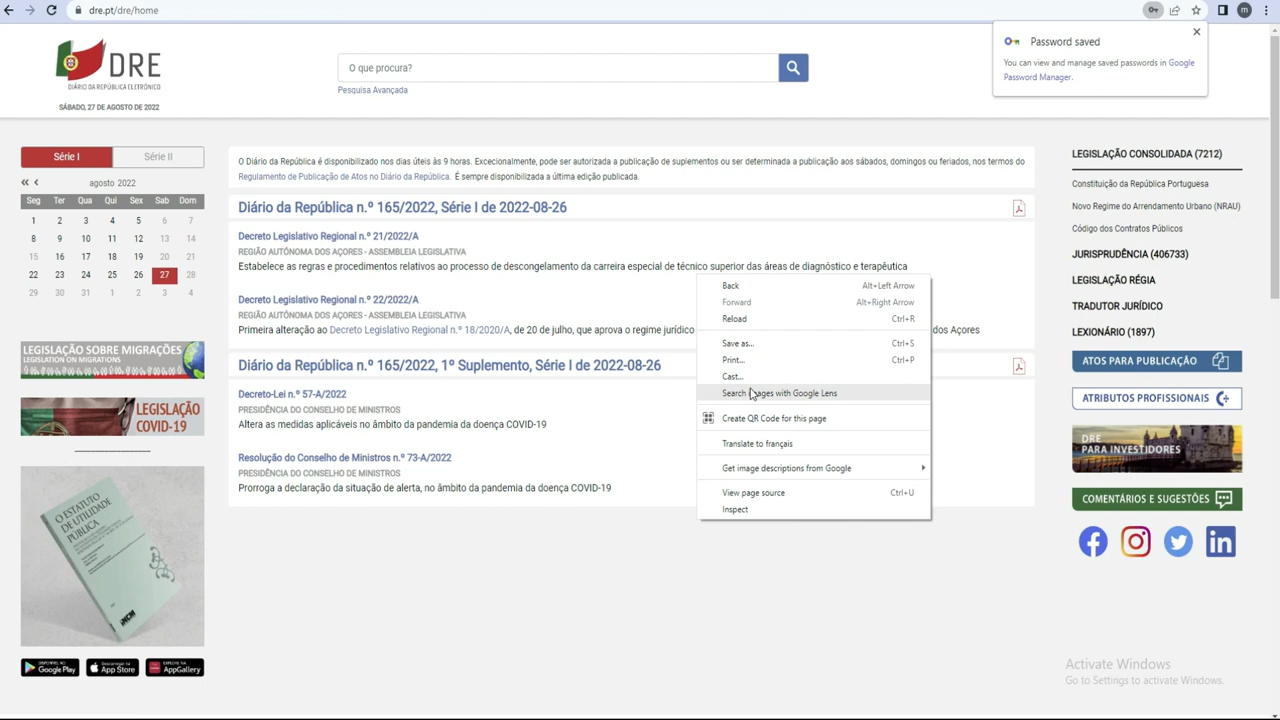 dre.pt/dre/home
m
Password saved
You can view and manage saved passwords in Google
Password Manager.
DRE
DIÁRIO DA REPÚBLICA ELETRÓNICO
SÁBADO, 27 DE AGOSTO DE 2022
O que procura?
Pesquisa Avançada
Série I
Série II
« ‹ agosto 2022
Seg Ter Qua Qui Sex Sab Dom
1 2 3 4 5 6 7
8 9 10 11 12 13 14
15 16 17 18 19 20 21
22 23 24 25 26 27 28
29 30 31 1 2 3 4
LEGISLAÇÃO SOBRE MIGRAÇÕES
LEGISLATION ON MIGRATIONS
LEGISLAÇÃO
COVID-19
O ESTATUTO
DE UTILIDADE
PÚBLICA
INCM
DISPONÍVEL NO
Google Play
App Store
AppGallery
O Diário da República é disponibilizado nos dias úteis às 9 horas. Excecionalmente, pode ser autorizada a publicação de suplementos ou ser determinada a publicação aos sábados, domingos ou feriados, nos termos do
Regulamento de Publicação de Atos no Diário da República. É sempre disponibilizada a última edição publicada.
Diário da República n.º 165/2022, Série I de 2022-08-26
Decreto Legislativo Regional n.º 21/2022/A
REGIÃO AUTÓNOMA DOS AÇORES - ASSEMBLEIA LEGISLATIVA
Estabelece as regras e procedimentos relativos ao processo de descongelamento da carreira especial de técnico superior das áreas de diagnóstico e terapêutica
Decreto Legislativo Regional n.º 22/2022/A
REGIÃO AUTÓNOMA DOS AÇORES - ASSEMBLEIA LEGISLATIVA
Primeira alteração ao Decreto Legislativo Regional n.º 18/2020/A, de 20 de julho, que aprova o regime jurídico dos Açores
Diário da República n.º 165/2022, 1º Suplemento, Série I de 2022-08-26
Decreto-Lei n.º 57-A/2022
PRESIDÊNCIA DO CONSELHO DE MINISTROS
Altera as medidas aplicáveis no âmbito da pandemia da doença COVID-19
Resolução do Conselho de Ministros n.º 73-A/2022
PRESIDÊNCIA DO CONSELHO DE MINISTROS
Prorroga a declaração da situação de alerta, no âmbito da pandemia da doença COVID-19
Back Alt+Left Arrow
Forward Alt+Right Arrow
Reload Ctrl+R
Save as... Ctrl+S
Print... Ctrl+P
Cast...
Search images with Google Lens
Create QR Code for this page
Translate to français
Get image descriptions from Google
View page source Ctrl+U
Inspect
LEGISLAÇÃO CONSOLIDADA (7212)
Constituição da República Portuguesa
Novo Regime do Arrendamento Urbano (NRAU)
Código dos Contratos Públicos
JURISPRUDÊNCIA (406733)
LEGISLAÇÃO RÉGIA
TRADUTOR JURÍDICO
LEXIONÁRIO (1897)
ATOS PARA PUBLICAÇÃO
ATRIBUTOS PROFISSIONAIS
DRE
PARA INVESTIDORES
COMENTÁRIOS E SUGESTÕES
Activate Windows
Go to Settings to activate Windows.